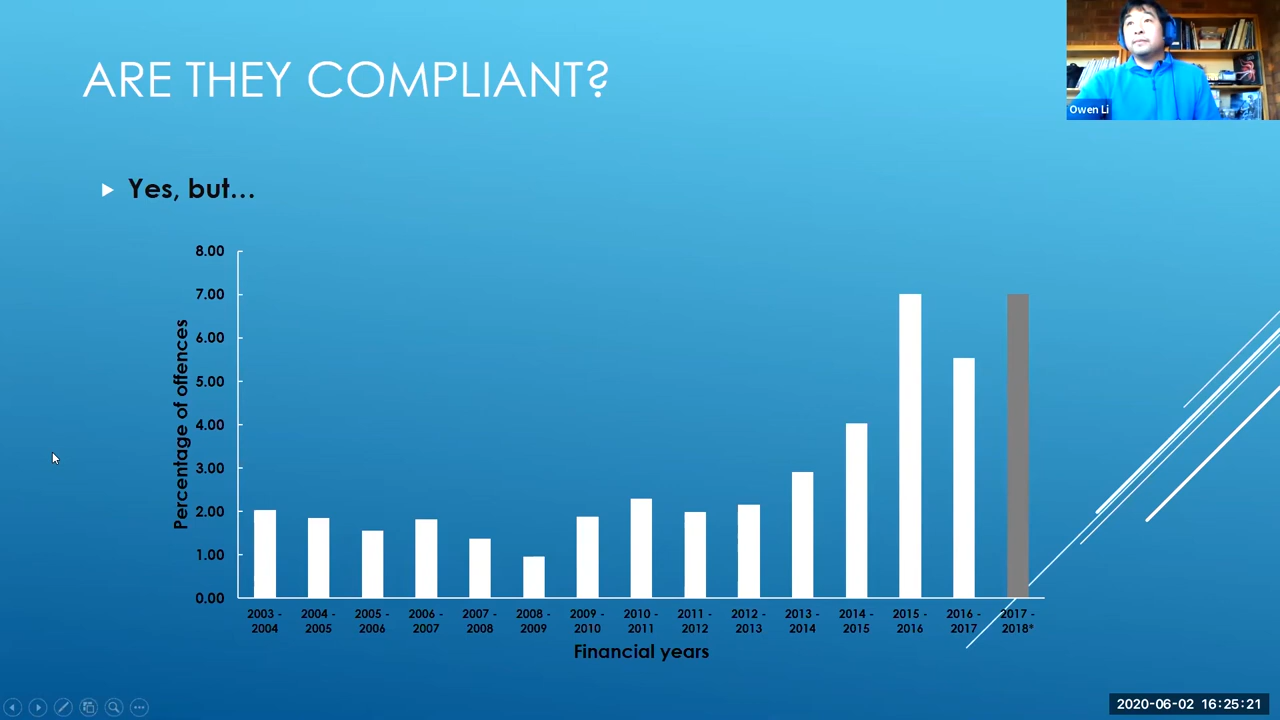 ARE THEY COMPLIANT?
Owen Li
Yes, but...
8.00
7.00
6.00
5.00
4.00
3.00
2.00
1.00
0.00
Percentage of offences
2003 - 2004 - 2005 - 2006 - 2007 - 2008 - 2009 - 2010 - 2011 - 2012 - 2013 - 2014 - 2015 - 2016 - 2017 -
2004 2005 2006 2007 2008 2009 2010 2011 2012 2013 2014 2015 2016 2017 2018*
Financial years
2020-06-02 16:25:21